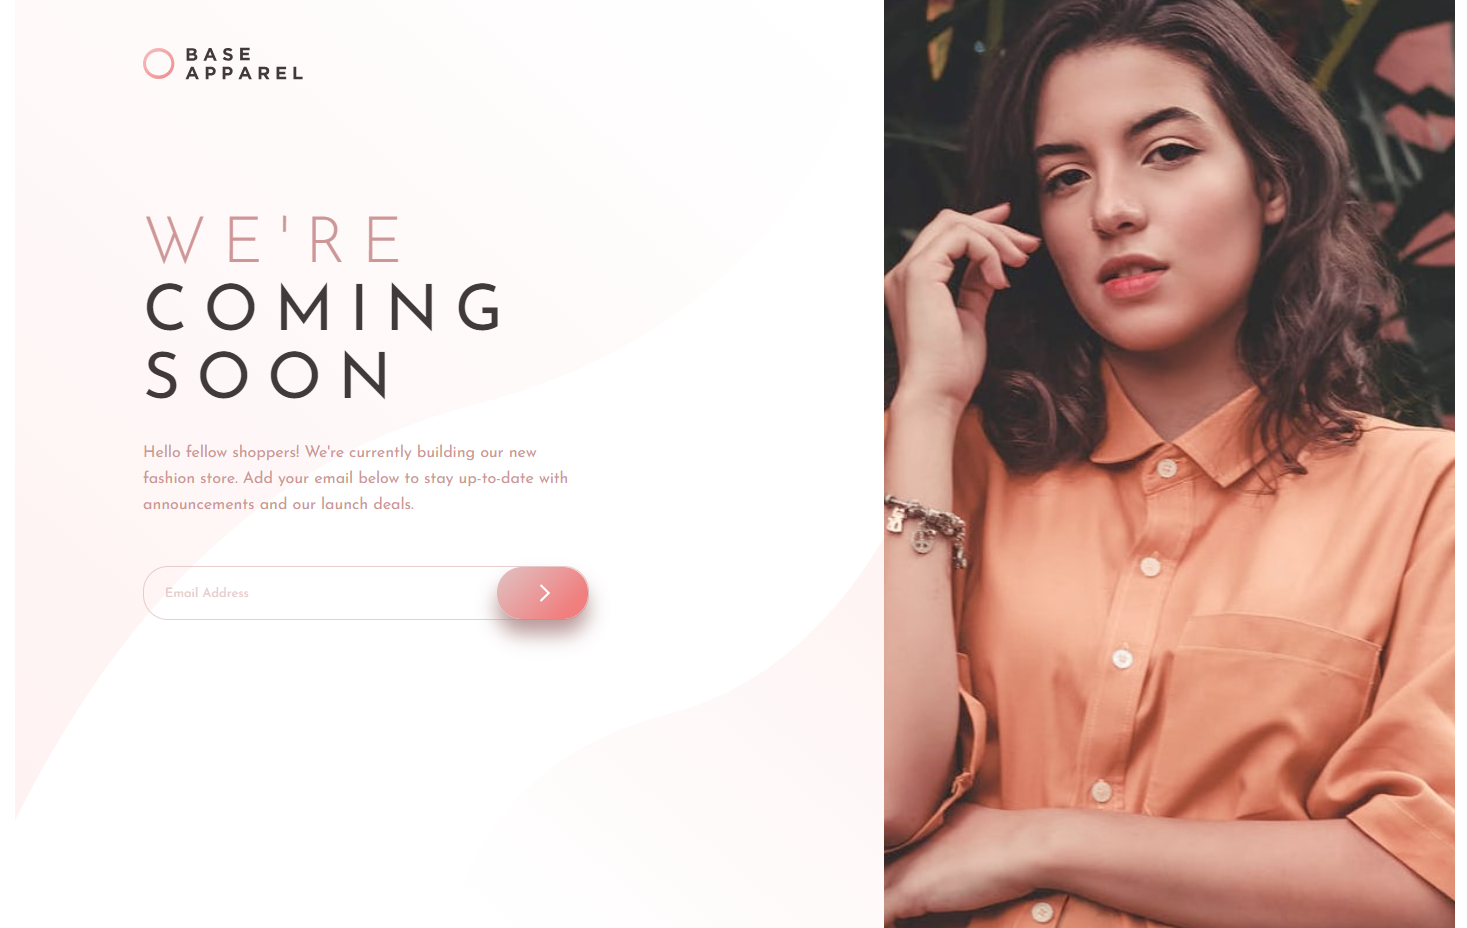 BASE
APPAREL
WE'RE
COMING
SOON
Hello fellow shoppers! We're currently building our new
fashion store. Add your email below to stay up-to-date with
announcements and our launch deals.
Email Address